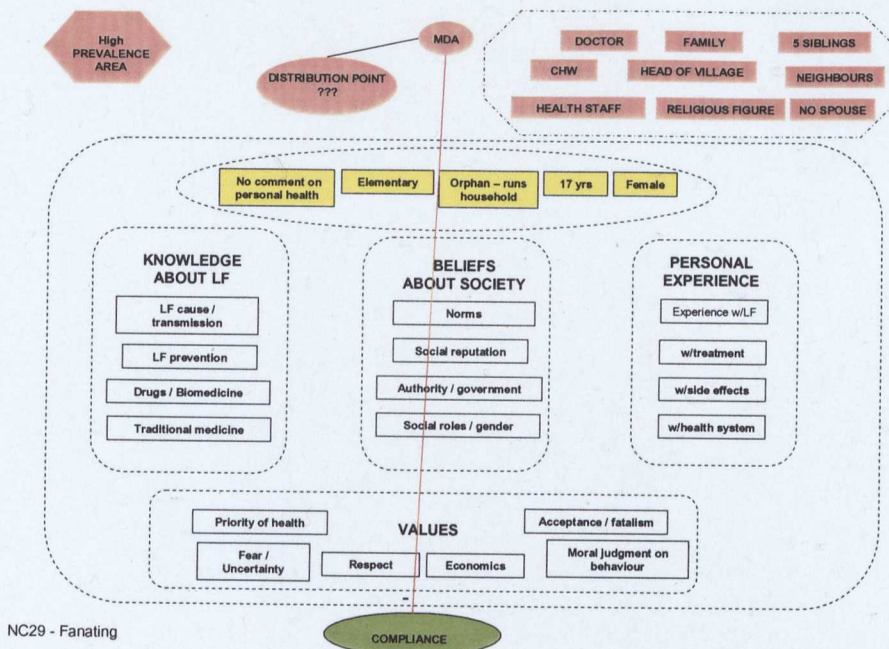 High
PREVALENCE
AREA
MDA
DISTRIBUTION POINT
???
DOCTOR
FAMILY
5 SIBLINGS
CHW
HEAD OF VILLAGE
NEIGHBOURS
HEALTH STAFF
RELIGIOUS FIGURE
NO SPOUSE
No comment on
personal health
Elementary
Orphan – runs
household
17 yrs
Female
KNOWLEDGE
ABOUT LF
LF cause /
transmission
LF prevention
Drugs / Biomedicine
Traditional medicine
BELIEFS
ABOUT SOCIETY
Norms
Social reputation
Authority / government
Social roles / gender
PERSONAL
EXPERIENCE
Experience w/LF
w/treatment
w/side effects
w/health system
VALUES
Priority of health
Acceptance / fatalism
Fear /
Uncertainty
Respect
Economics
Moral judgment on
behaviour
NC29 - Fanating
COMPLIANCE